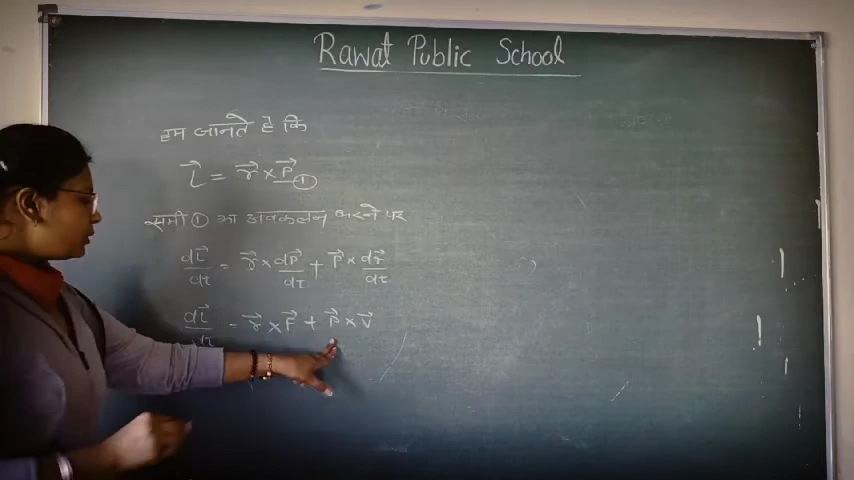 Rawat Public School
हम जानते है कि
L⃗ = r⃗ × P⃗ ①
समी ① का अवकलन करने पर
dL⃗/dt = r⃗ × dP⃗/dt + P⃗ × dr⃗/dt
dL⃗/dt = r⃗ × F⃗ + P⃗ × V⃗